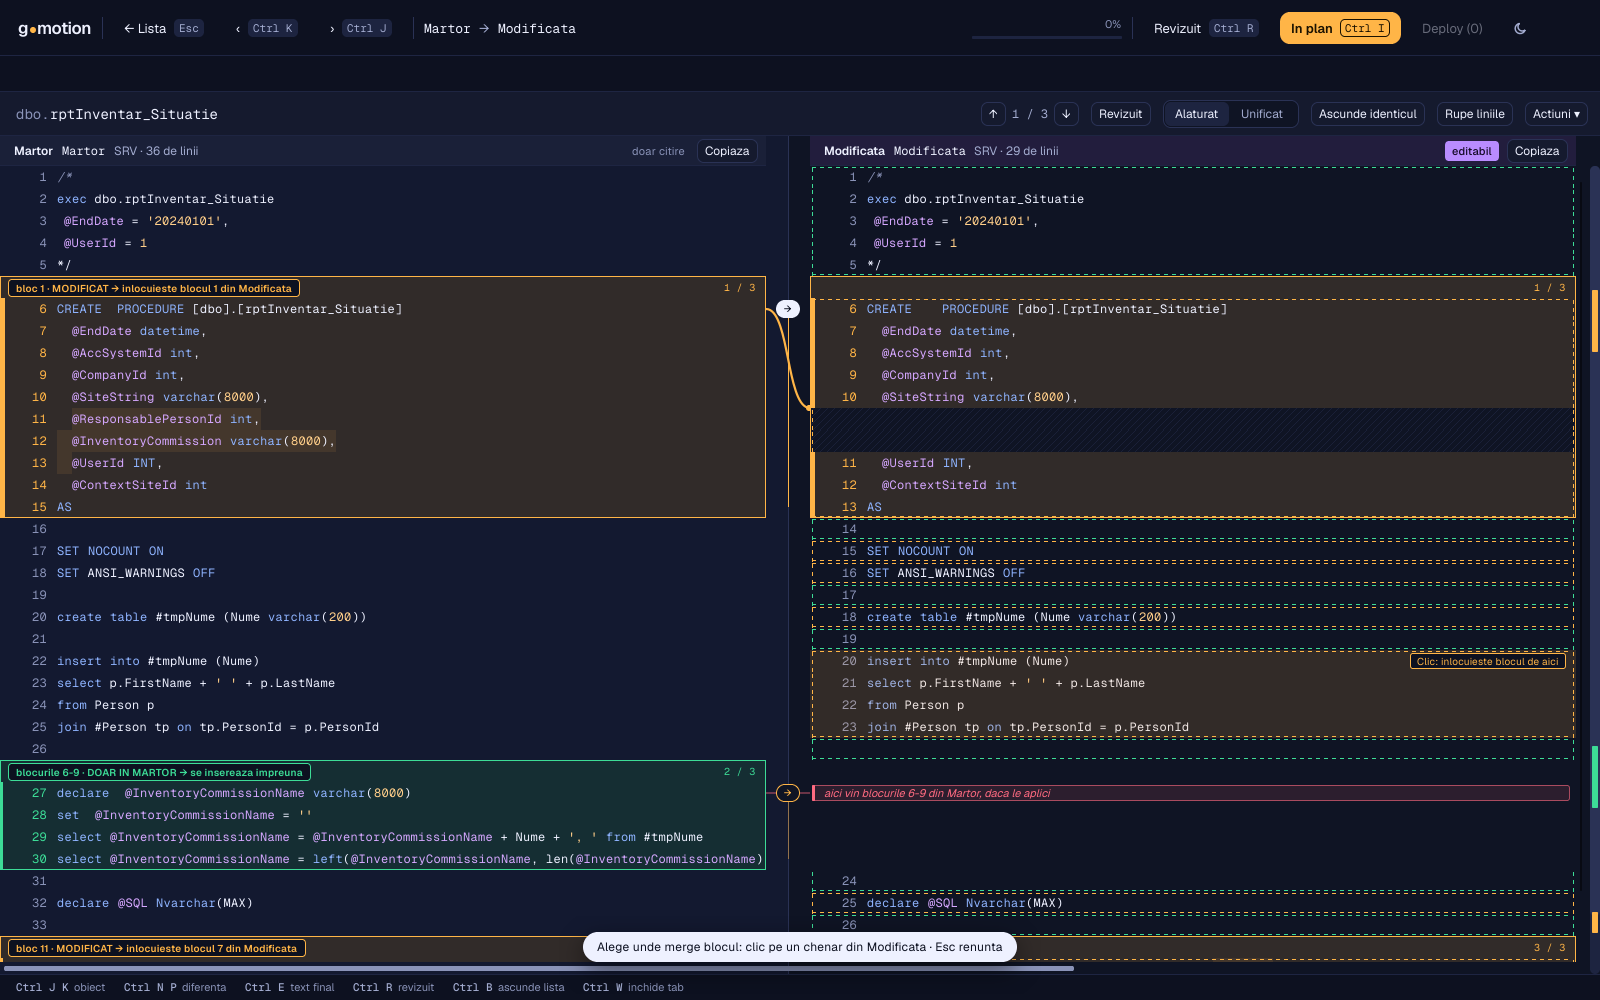 g•motion
← Lista Esc ‹ Ctrl K › Ctrl J Martor → Modificata 0% Revizuit Ctrl R In plan Ctrl I Deploy (0)
dbo.rptInventar_Situatie ↑ 1 / 3 ↓ Revizuit Alaturat Unificat Ascunde identicul Rupe liniile Actiuni ▾
Martor Martor SRV · 36 de linii doar citire Copiaza
1 /*
2 exec dbo.rptInventar_Situatie
3 @EndDate = '20240101',
4 @UserId = 1
5 */
bloc 1 · MODIFICAT → inlocuieste blocul 1 din Modificata 1 / 3
6 CREATE  PROCEDURE [dbo].[rptInventar_Situatie]
7 @EndDate datetime,
8 @AccSystemId int,
9 @CompanyId int,
10 @SiteString varchar(8000),
11 @ResponsablePersonId int,
12 @InventoryCommission varchar(8000),
13 @UserId INT,
14 @ContextSiteId int
15 AS
16
17 SET NOCOUNT ON
18 SET ANSI_WARNINGS OFF
19
20 create table #tmpNume (Nume varchar(200))
21
22 insert into #tmpNume (Nume)
23 select p.FirstName + ' ' + p.LastName
24 from Person p
25 join #Person tp on tp.PersonId = p.PersonId
26
blocurile 6-9 · DOAR IN MARTOR → se insereaza impreuna 2 / 3
27 declare  @InventoryCommissionName varchar(8000)
28 set  @InventoryCommissionName = ''
29 select @InventoryCommissionName = @InventoryCommissionName + Nume + ', ' from #tmpNume
30 select @InventoryCommissionName = left(@InventoryCommissionName, len(@InventoryCommissionName)
31
32 declare @SQL Nvarchar(MAX)
33
bloc 11 · MODIFICAT → inlocuieste blocul 7 din Modificata
→
→
Modificata Modificata SRV · 29 de linii editabil Copiaza
1 /*
2 exec dbo.rptInventar_Situatie
3 @EndDate = '20240101',
4 @UserId = 1
5 */
1 / 3
6 CREATE    PROCEDURE [dbo].[rptInventar_Situatie]
7 @EndDate datetime,
8 @AccSystemId int,
9 @CompanyId int,
10 @SiteString varchar(8000),
11 @UserId INT,
12 @ContextSiteId int
13 AS
14
15 SET NOCOUNT ON
16 SET ANSI_WARNINGS OFF
17
18 create table #tmpNume (Nume varchar(200))
19
20 insert into #tmpNume (Nume) Clic: inlocuieste blocul de aici
21 select p.FirstName + ' ' + p.LastName
22 from Person p
23 join #Person tp on tp.PersonId = p.PersonId
aici vin blocurile 6-9 din Martor, daca le aplici
24
25 declare @SQL Nvarchar(MAX)
26
3 / 3
Alege unde merge blocul: clic pe un chenar din Modificata · Esc renunta
Ctrl J K obiect Ctrl N P diferenta Ctrl E text final Ctrl R revizuit Ctrl B ascunde lista Ctrl W inchide tab